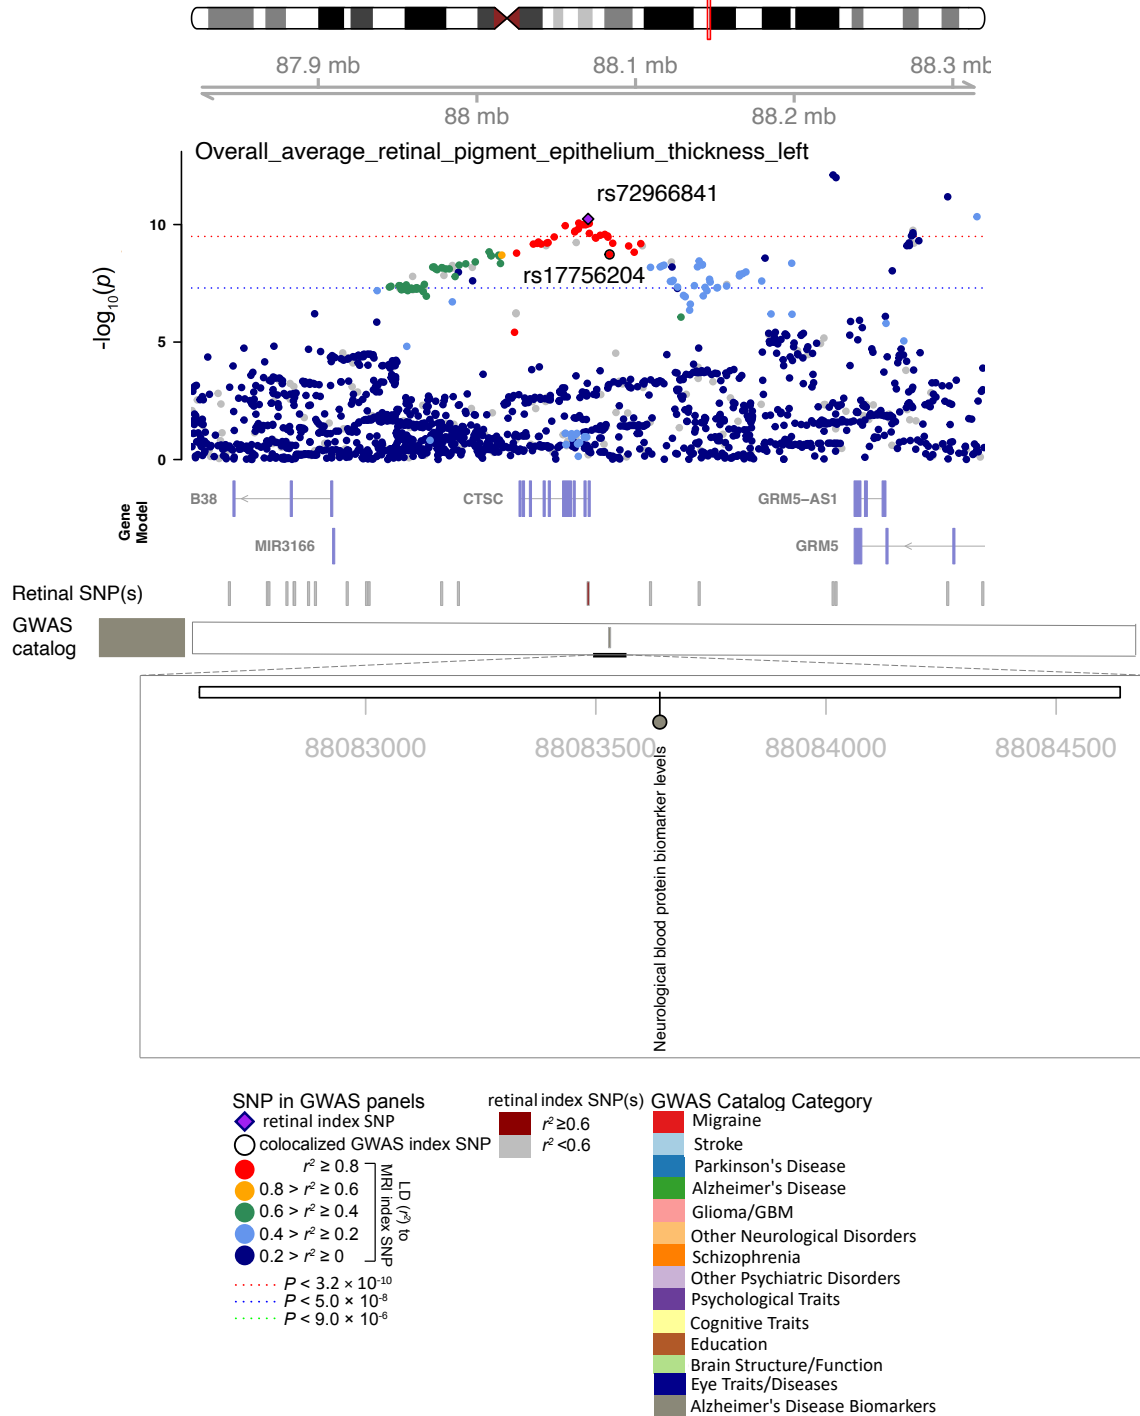 87.9 mb 88.1 mb 88.3 mb
88 mb 88.2 mb
Overall_average_retinal_pigment_epithelium_thickness_left
rs72966841
rs17756204
-log10(p)
10
5
0
Gene
Model
B38 CTSC GRM5-AS1
MIR3166 GRM5
Retinal SNP(s)
GWAS
catalog
88083000 88083500 88084000 88084500
Neurological blood protein biomarker levels
SNP in GWAS panels
retinal index SNP
colocalized GWAS index SNP
r² ≥ 0.8
0.8 > r² ≥ 0.6
0.6 > r² ≥ 0.4
0.4 > r² ≥ 0.2
0.2 > r² ≥ 0
LD (r²) to
MRI index SNP
P < 3.2 × 10⁻¹⁰
P < 5.0 × 10⁻⁸
P < 9.0 × 10⁻⁶
retinal index SNP(s)
r² ≥0.6
r² <0.6
GWAS Catalog Category
Migraine
Stroke
Parkinson's Disease
Alzheimer's Disease
Glioma/GBM
Other Neurological Disorders
Schizophrenia
Other Psychiatric Disorders
Psychological Traits
Cognitive Traits
Education
Brain Structure/Function
Eye Traits/Diseases
Alzheimer's Disease Biomarkers